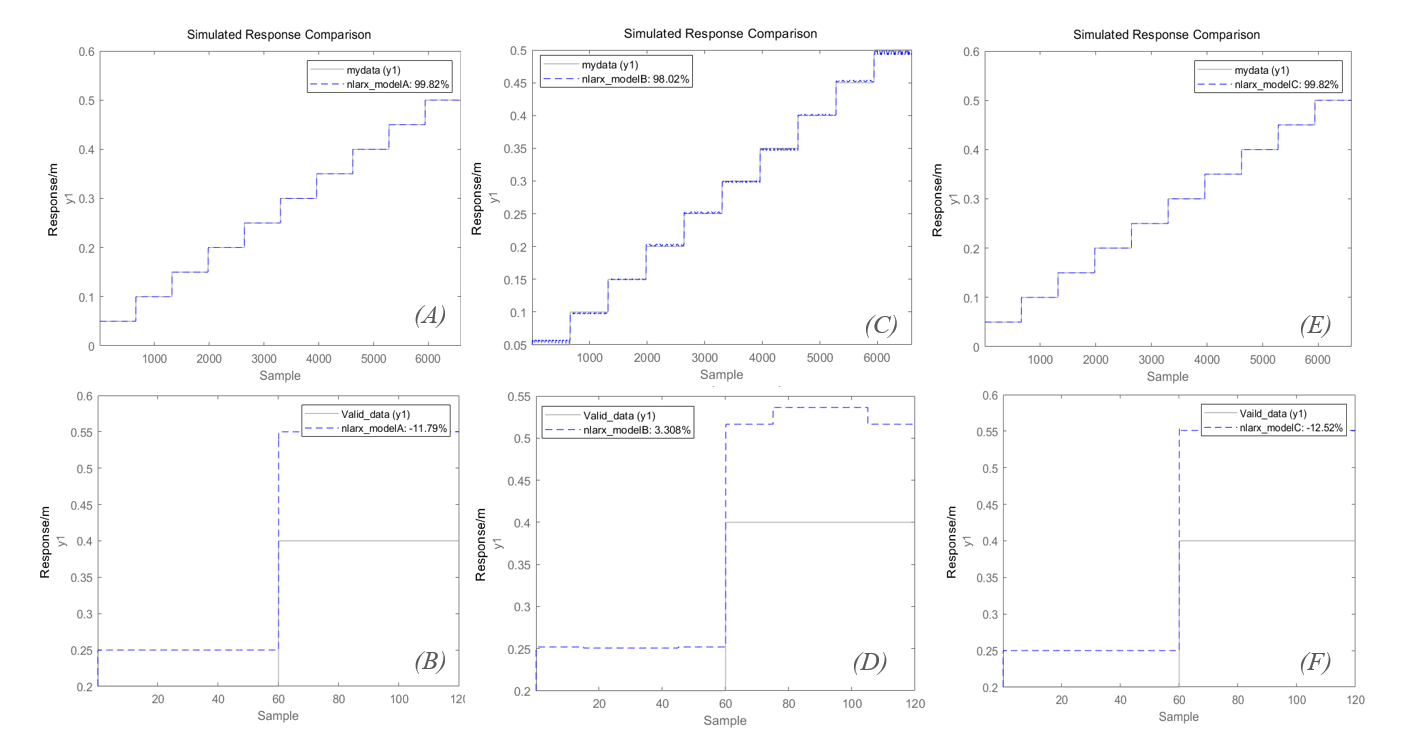 Simulated Response Comparison
0.6
0.5
0.4
0.3
0.2
0.1
0
Response/m
y1
mydata (y1)
nlarx_modelA: 99.82%
(A)
1000 2000 3000 4000 5000 6000
Sample
Simulated Response Comparison
0.5
0.45
0.4
0.35
0.3
0.25
0.2
0.15
0.1
0.05
Response/m
y1
mydata (y1)
nlarx_modelB: 98.02%
(C)
1000 2000 3000 4000 5000 6000
Sample
Simulated Response Comparison
0.6
0.5
0.4
0.3
0.2
0.1
0
Response/m
y1
mydata (y1)
nlarx_modelC: 99.82%
(E)
1000 2000 3000 4000 5000 6000
Sample
0.6
0.55
0.5
0.45
0.4
0.35
0.3
0.25
0.2
Response/m
y1
Valid_data (y1)
nlarx_modelA: -11.79%
(B)
20 40 60 80 100 120
Sample
0.55
0.5
0.45
0.4
0.35
0.3
0.25
0.2
Response/m
y1
Valid_data (y1)
nlarx_modelB: 3.308%
(D)
20 40 60 80 100 120
Sample
0.6
0.55
0.5
0.45
0.4
0.35
0.3
0.25
0.2
Response/m
y1
Vaild_data (y1)
nlarx_modelC: -12.52%
(F)
20 40 60 80 100 120
Sample